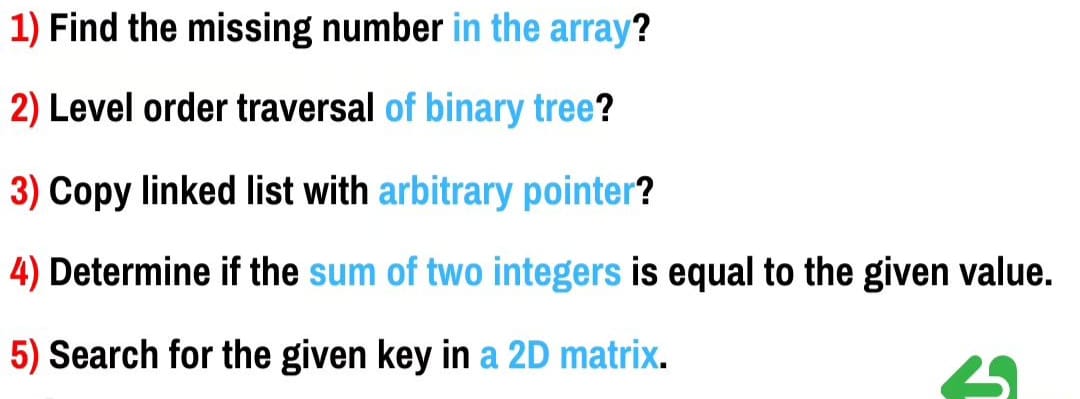 1) Find the missing number in the array?
2) Level order traversal of binary tree?
3) Copy linked list with arbitrary pointer?
4) Determine if the sum of two integers is equal to the given value.
5) Search for the given key in a 2D matrix.